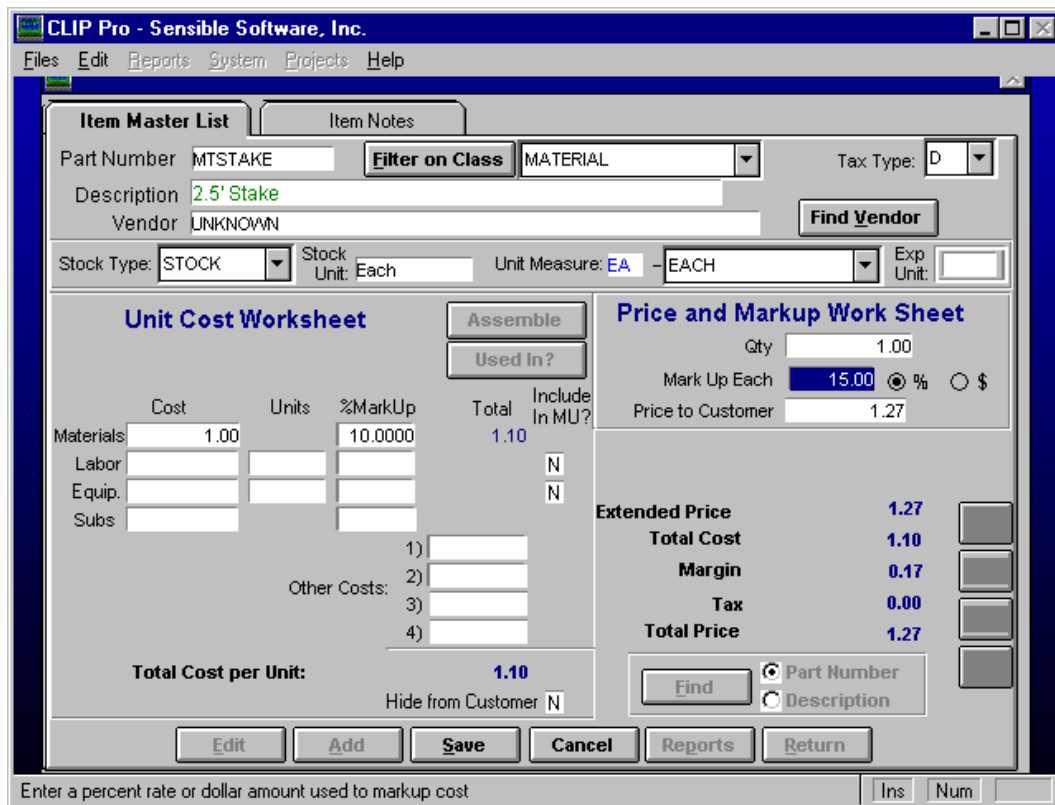 CLIP Pro - Sensible Software, Inc.
Files Edit Reports System Projects Help
Item Master List Item Notes
Part Number MTSTAKE Filter on Class MATERIAL Tax Type: D
Description 2.5' Stake
Vendor UNKNOWN Find Vendor
Stock Type: STOCK Stock Unit: Each Unit Measure: EA - EACH Exp Unit:
Unit Cost Worksheet Assemble
Used In?
Price and Markup Work Sheet
Qty 1.00
Mark Up Each 15.00 % $
Price to Customer 1.27
Cost Units %MarkUp Total Include In MU?
Materials 1.00 10.0000 1.10
Labor N
Equip. N
Subs
Other Costs:
1)
2)
3)
4)
Extended Price 1.27
Total Cost 1.10
Margin 0.17
Tax 0.00
Total Price 1.27
Total Cost per Unit: 1.10
Hide from Customer N
Find Part Number
Description
Edit Add Save Cancel Reports Return
Enter a percent rate or dollar amount used to markup cost Ins Num